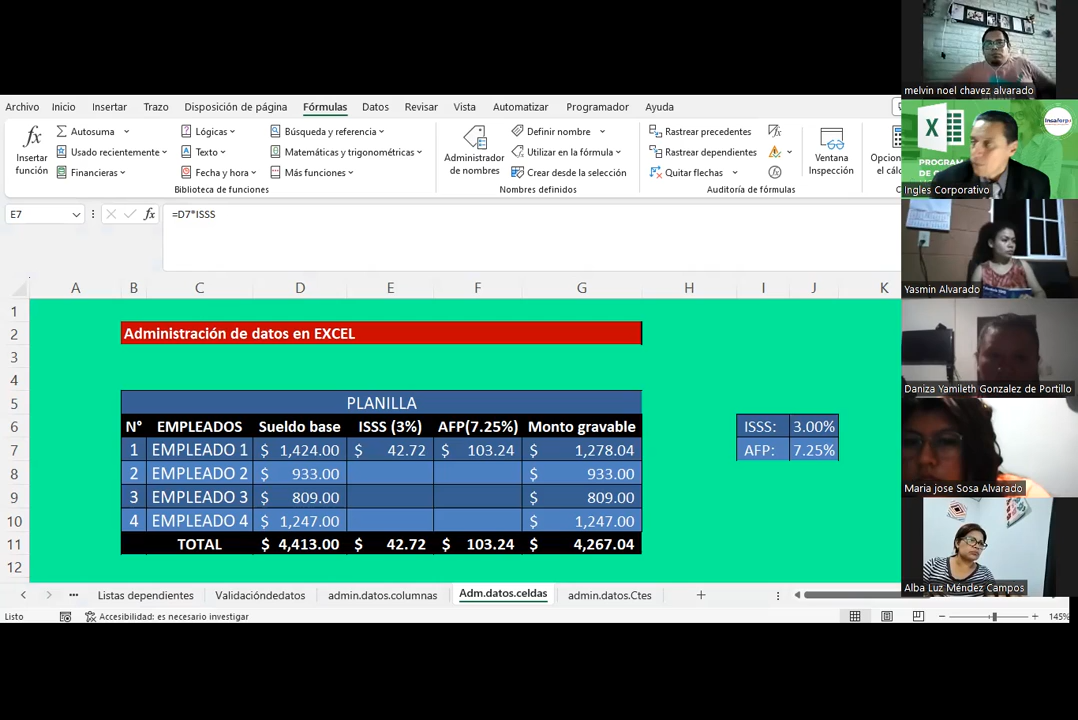 Archivo Inicio Insertar Trazo Disposición de página Fórmulas Datos Revisar Vista Automatizar Programador Ayuda
Insertar función
Autosuma
Usado recientemente
Financieras
Lógicas
Texto
Fecha y hora
Búsqueda y referencia
Matemáticas y trigonométricas
Más funciones
Biblioteca de funciones
Administrador de nombres
Definir nombre
Utilizar en la fórmula
Crear desde la selección
Nombres definidos
Rastrear precedentes
Rastrear dependientes
Quitar flechas
Auditoría de fórmulas
Ventana Inspección
E7 fx =D7*ISSS
A B C D E F G H I J K
1
2 Administración de datos en EXCEL
3
4
5 PLANILLA
6 N° EMPLEADOS Sueldo base ISSS (3%) AFP(7.25%) Monto gravable ISSS: 3.00%
7 1 EMPLEADO 1 $ 1,424.00 $ 42.72 $ 103.24 $ 1,278.04 AFP: 7.25%
8 2 EMPLEADO 2 $ 933.00 $ 933.00
9 3 EMPLEADO 3 $ 809.00 $ 809.00
10 4 EMPLEADO 4 $ 1,247.00 $ 1,247.00
11 TOTAL $ 4,413.00 $ 42.72 $ 103.24 $ 4,267.04
12
Listas dependientes Validacióndedatos admin.datos.columnas Adm.datos.celdas admin.datos.Ctes
Listo Accesibilidad: es necesario investigar 145%
melvin noel chavez alvarado
Ingles Corporativo
Yasmin Alvarado
Daniza Yamileth Gonzalez de Portillo
Maria jose Sosa Alvarado
Alba Luz Méndez Campos